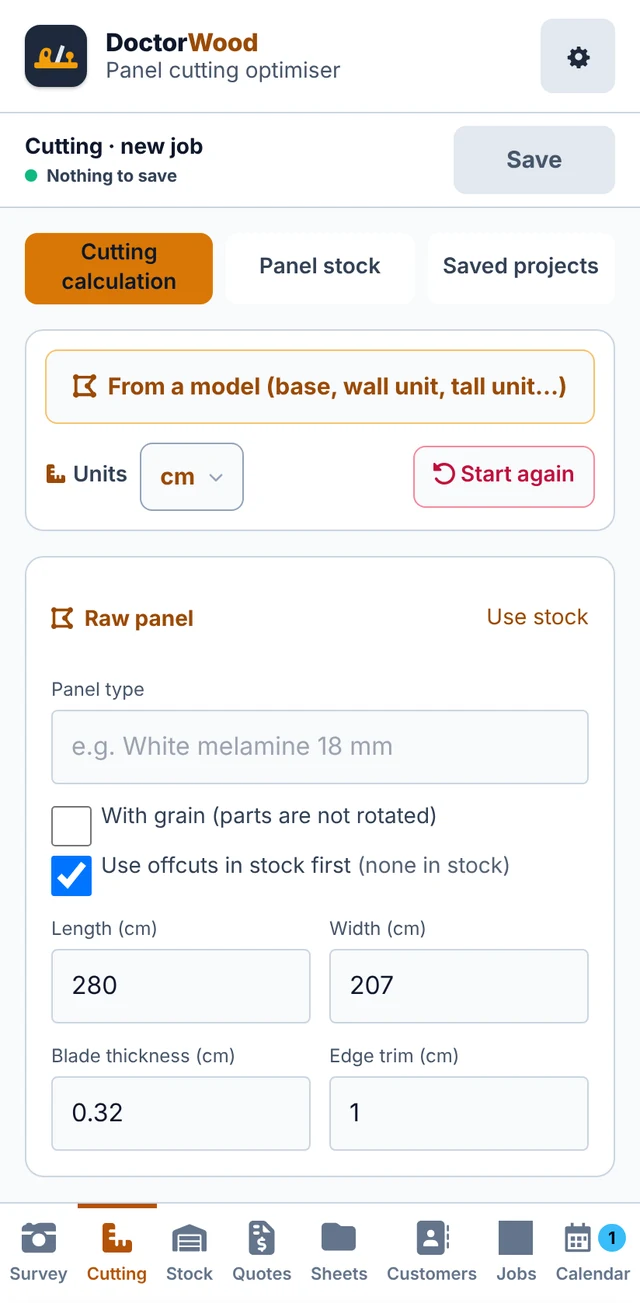 DoctorWood
Panel cutting optimiser
Cutting · new job
Nothing to save
Save
Cutting
calculation
Panel stock
Saved projects
From a model (base, wall unit, tall unit...)
Units
cm
Start again
Raw panel
Use stock
Panel type
e.g. White melamine 18 mm
With grain (parts are not rotated)
Use offcuts in stock first (none in stock)
Length (cm)
Width (cm)
280
207
Blade thickness (cm)
Edge trim (cm)
0.32
1
1
Survey
Cutting
Stock
Quotes
Sheets
Customers
Jobs
Calendar